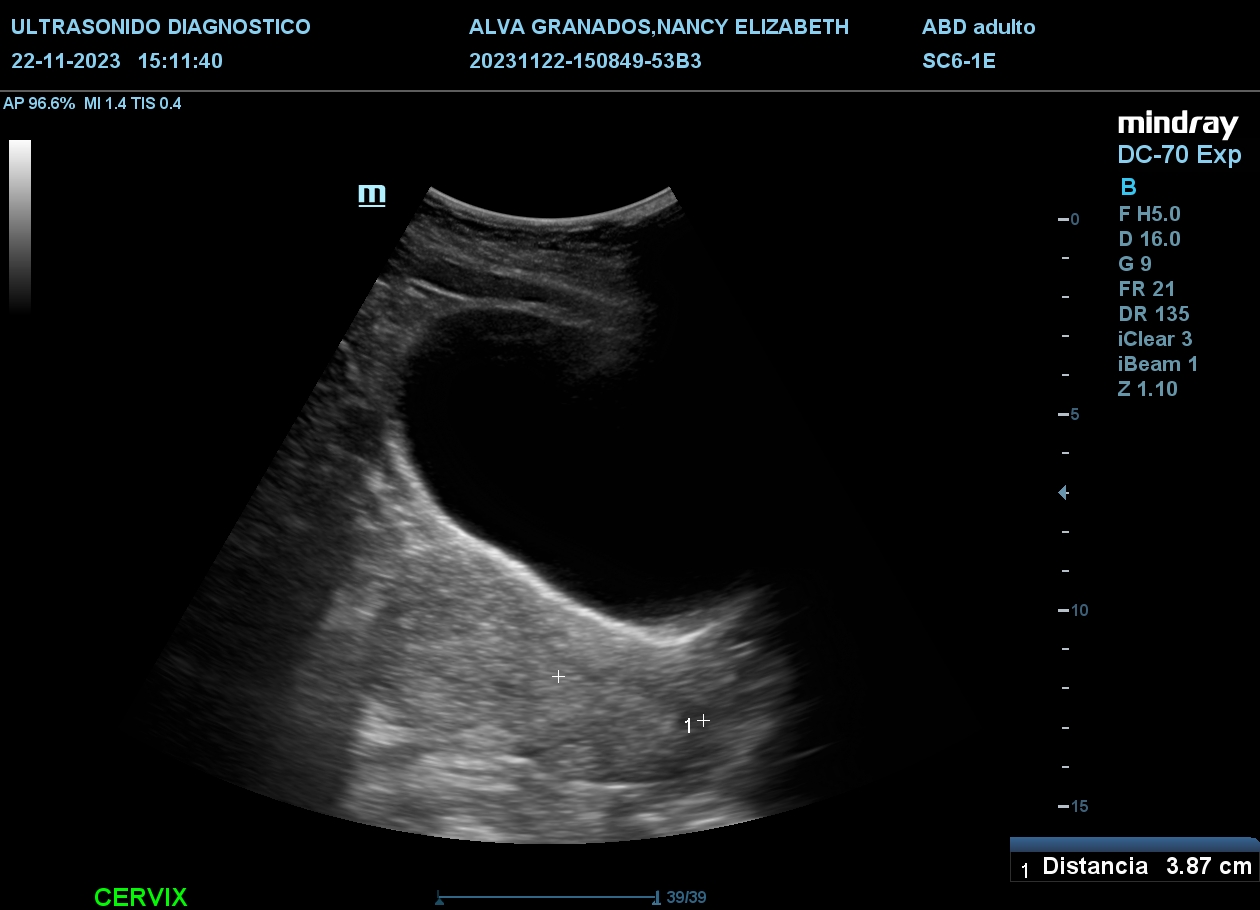 ULTRASONIDO DIAGNOSTICO
ALVA GRANADOS,NANCY ELIZABETH
ABD adulto
22-11-2023 15:11:40
20231122-150849-53B3
SC6-1E
AP 96.6% MI 1.4 TIS 0.4
mindray
DC-70 Exp
m
B
F H5.0
D 16.0
G 9
FR 21
DR 135
iClear 3
iBeam 1
Z 1.10
0
5
10
15
1
1 Distancia 3.87 cm
CERVIX
39/39